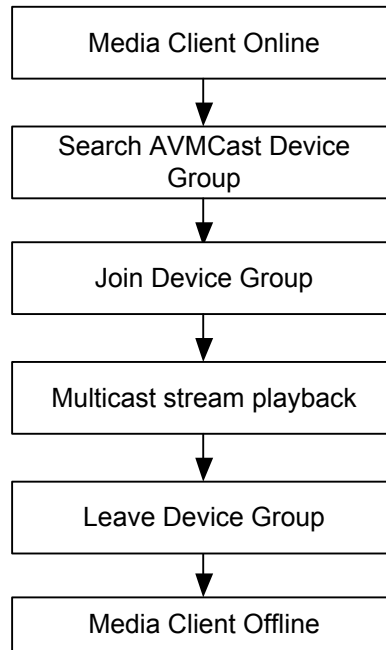 Media Client Online
Search AVMCast Device
Group
Join Device Group
Multicast stream playback
Leave Device Group
Media Client Offline